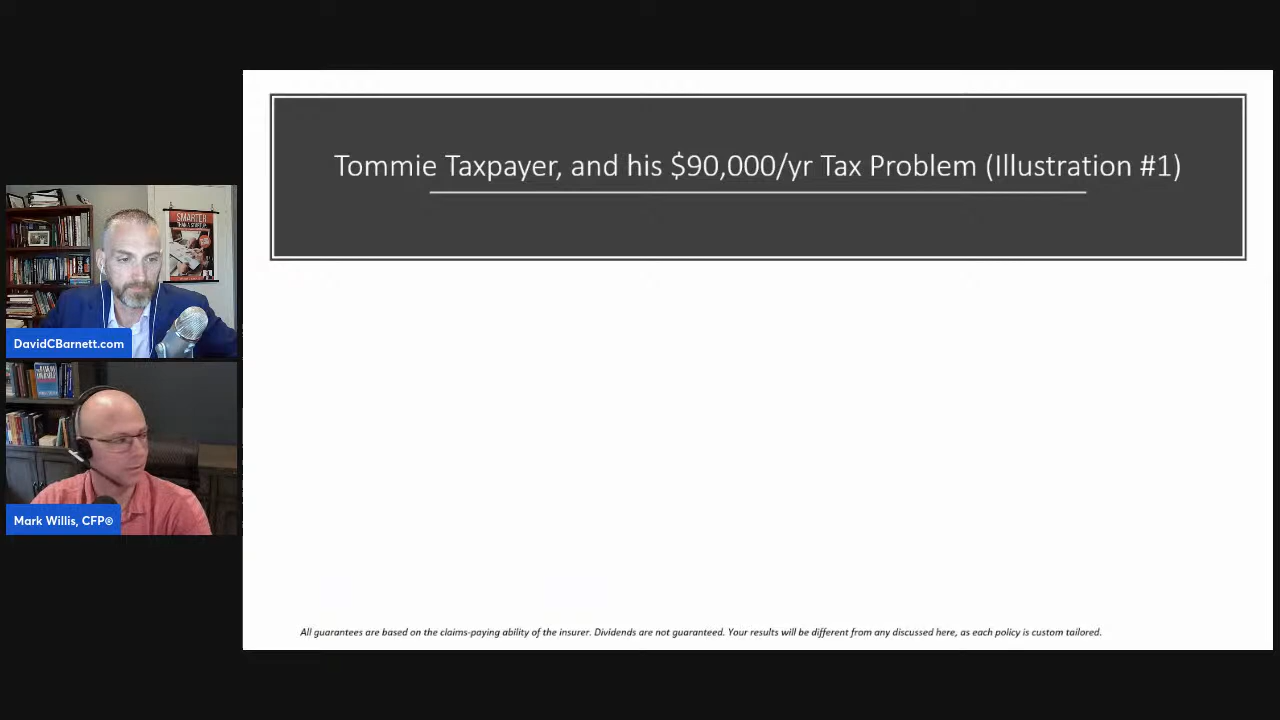 Tommie Taxpayer, and his $90,000/yr Tax Problem (Illustration #1)
SMARTER
DavidCBarnett.com
Mark Willis, CFP®
All guarantees are based on the claims-paying ability of the insurer. Dividends are not guaranteed. Your results will be different from any discussed here, as each policy is custom tailored.